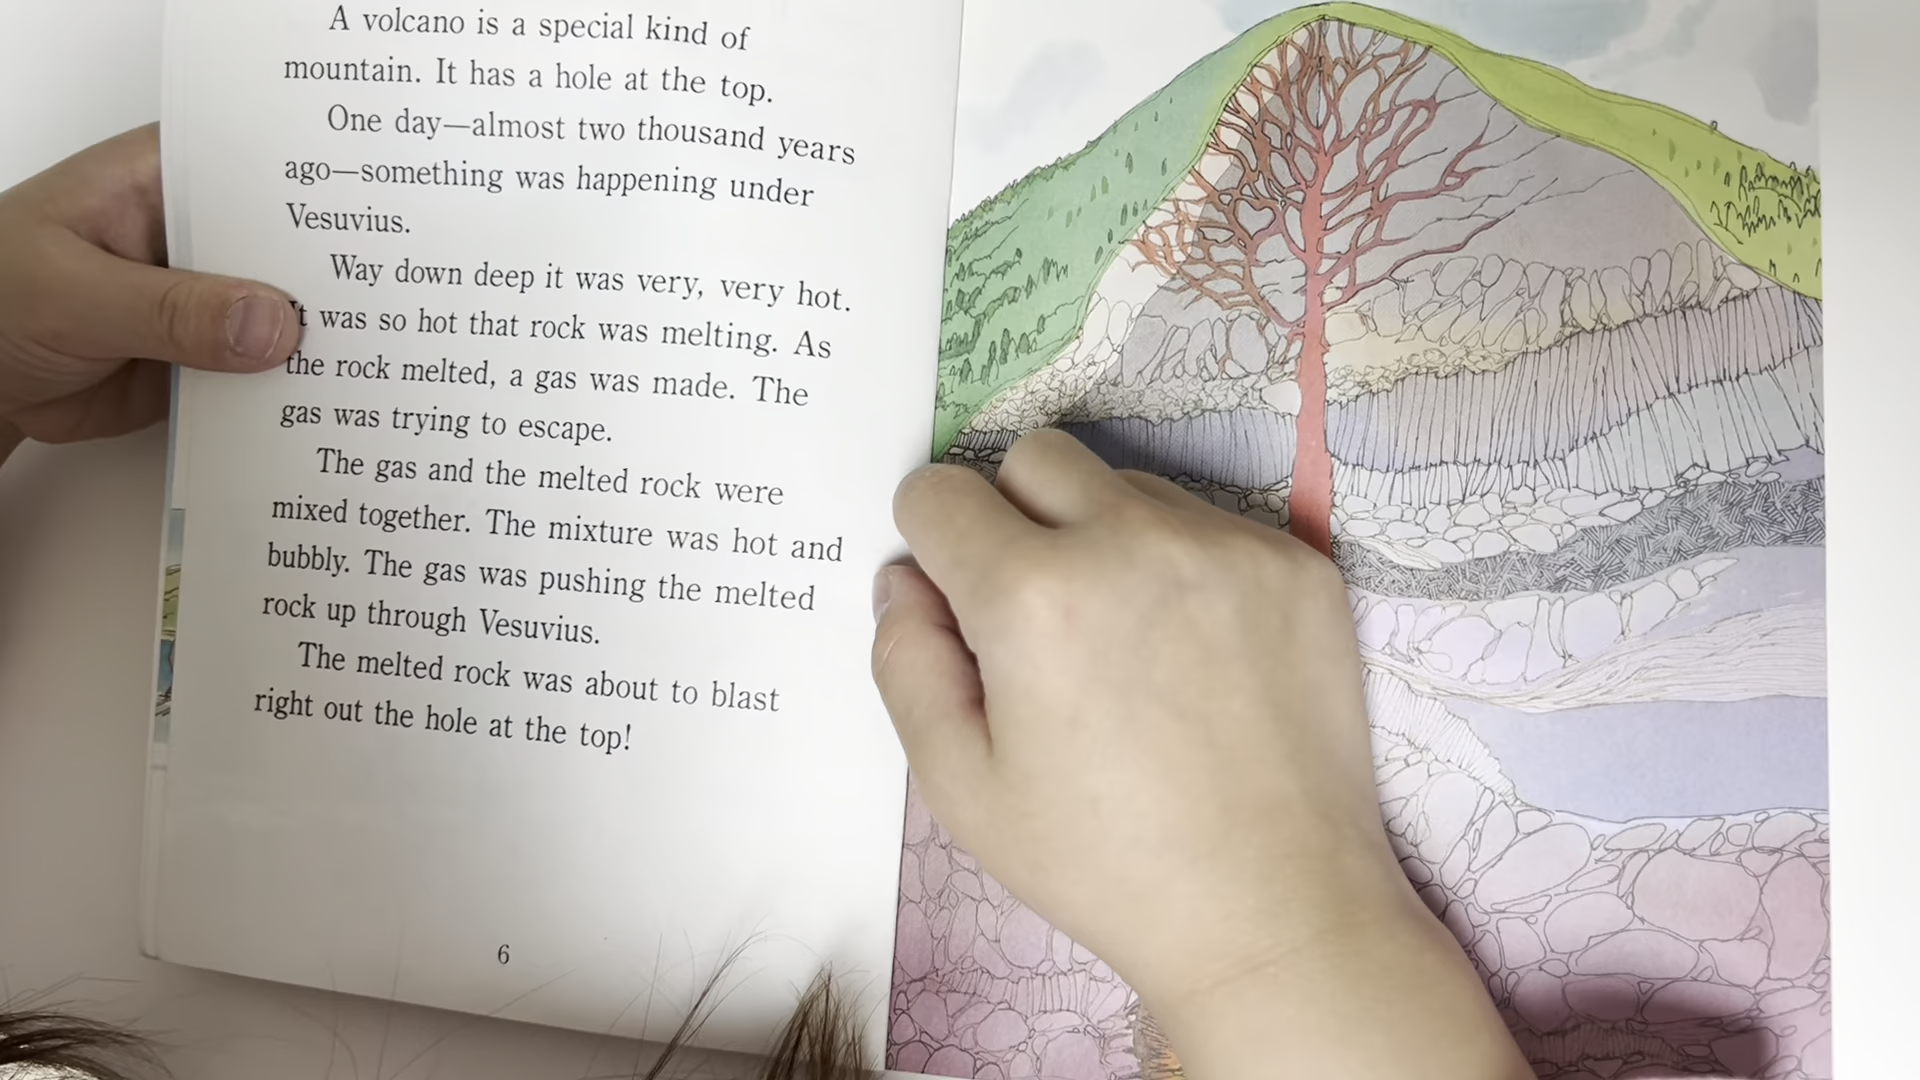 A volcano is a special kind of
mountain. It has a hole at the top.
One day—almost two thousand years
ago—something was happening under
Vesuvius.
Way down deep it was very, very hot.
It was so hot that rock was melting. As
the rock melted, a gas was made. The
gas was trying to escape.
The gas and the melted rock were
mixed together. The mixture was hot and
bubbly. The gas was pushing the melted
rock up through Vesuvius.
The melted rock was about to blast
right out the hole at the top!
6